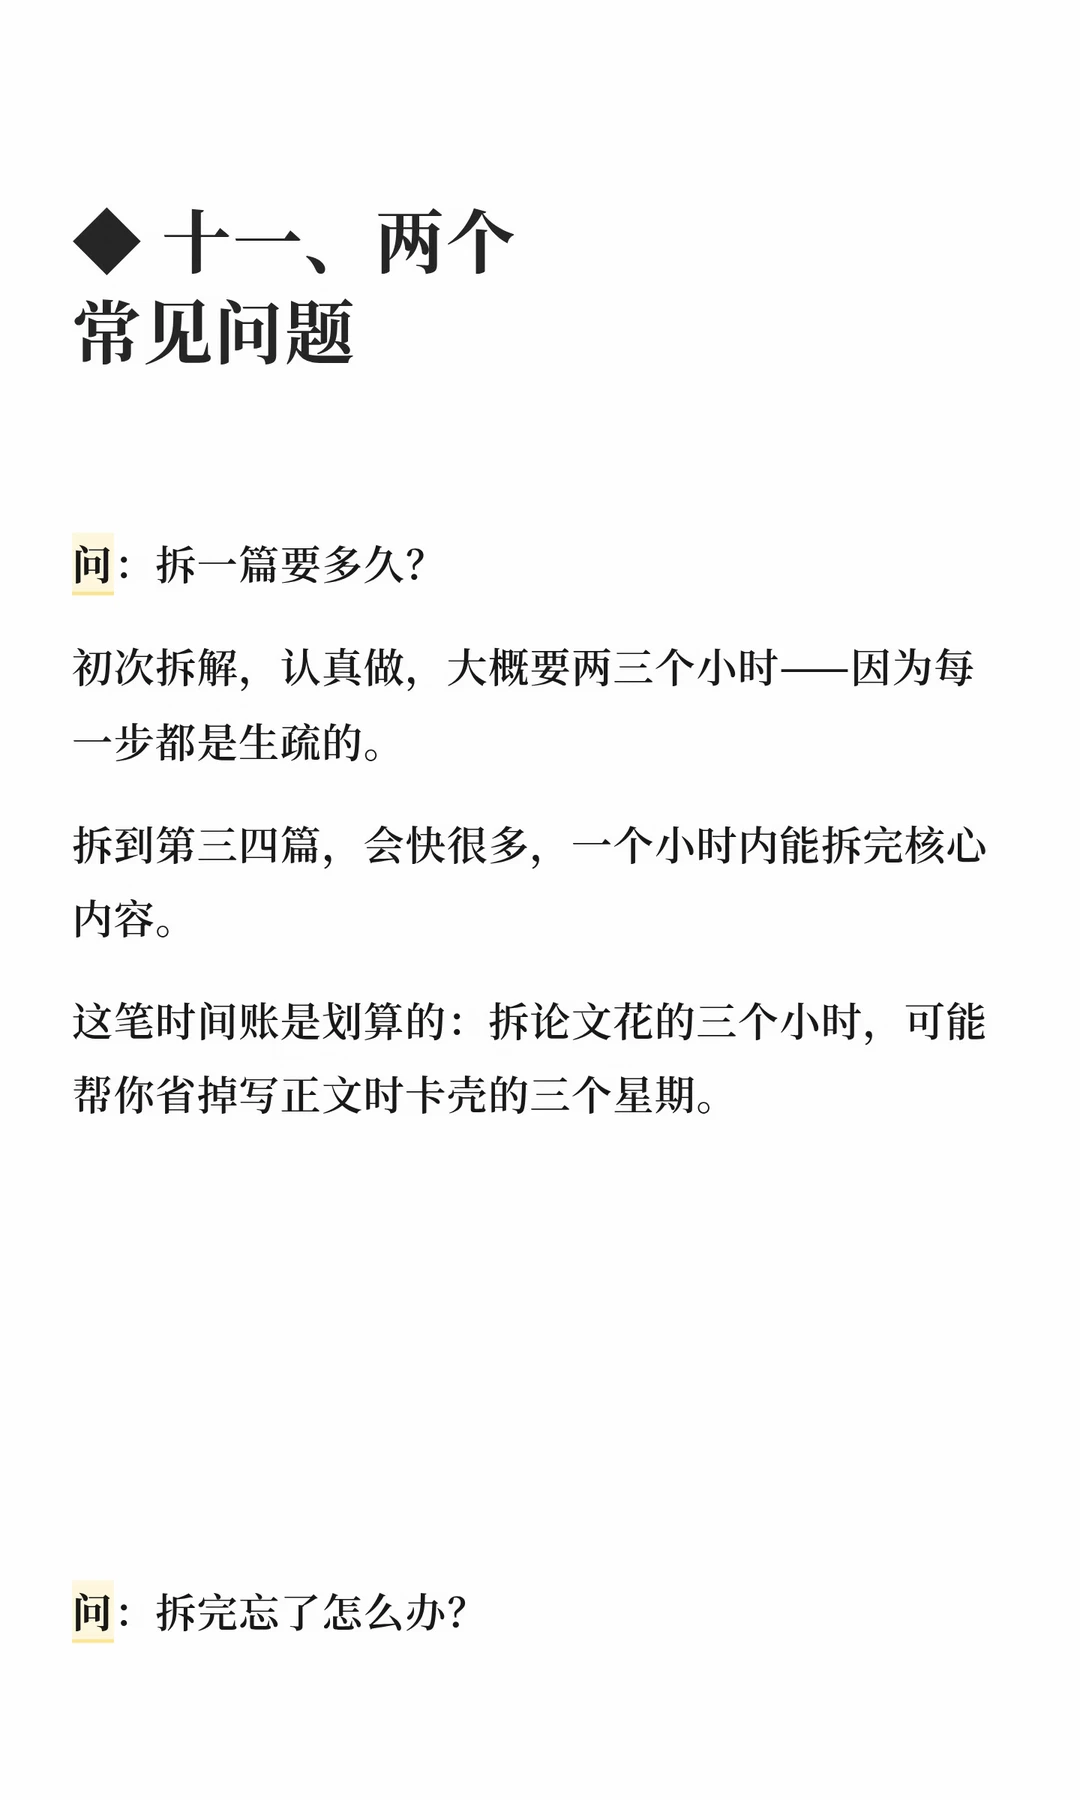 ◆ 十一、两个
常见问题
问：拆一篇要多久？
初次拆解，认真做，大概要两三个小时——因为每
一步都是生疏的。
拆到第三四篇，会快很多，一个小时内能拆完核心
内容。
这笔时间账是划算的：拆论文花的三个小时，可能
帮你省掉写正文时卡壳的三个星期。
问：拆完忘了怎么办？